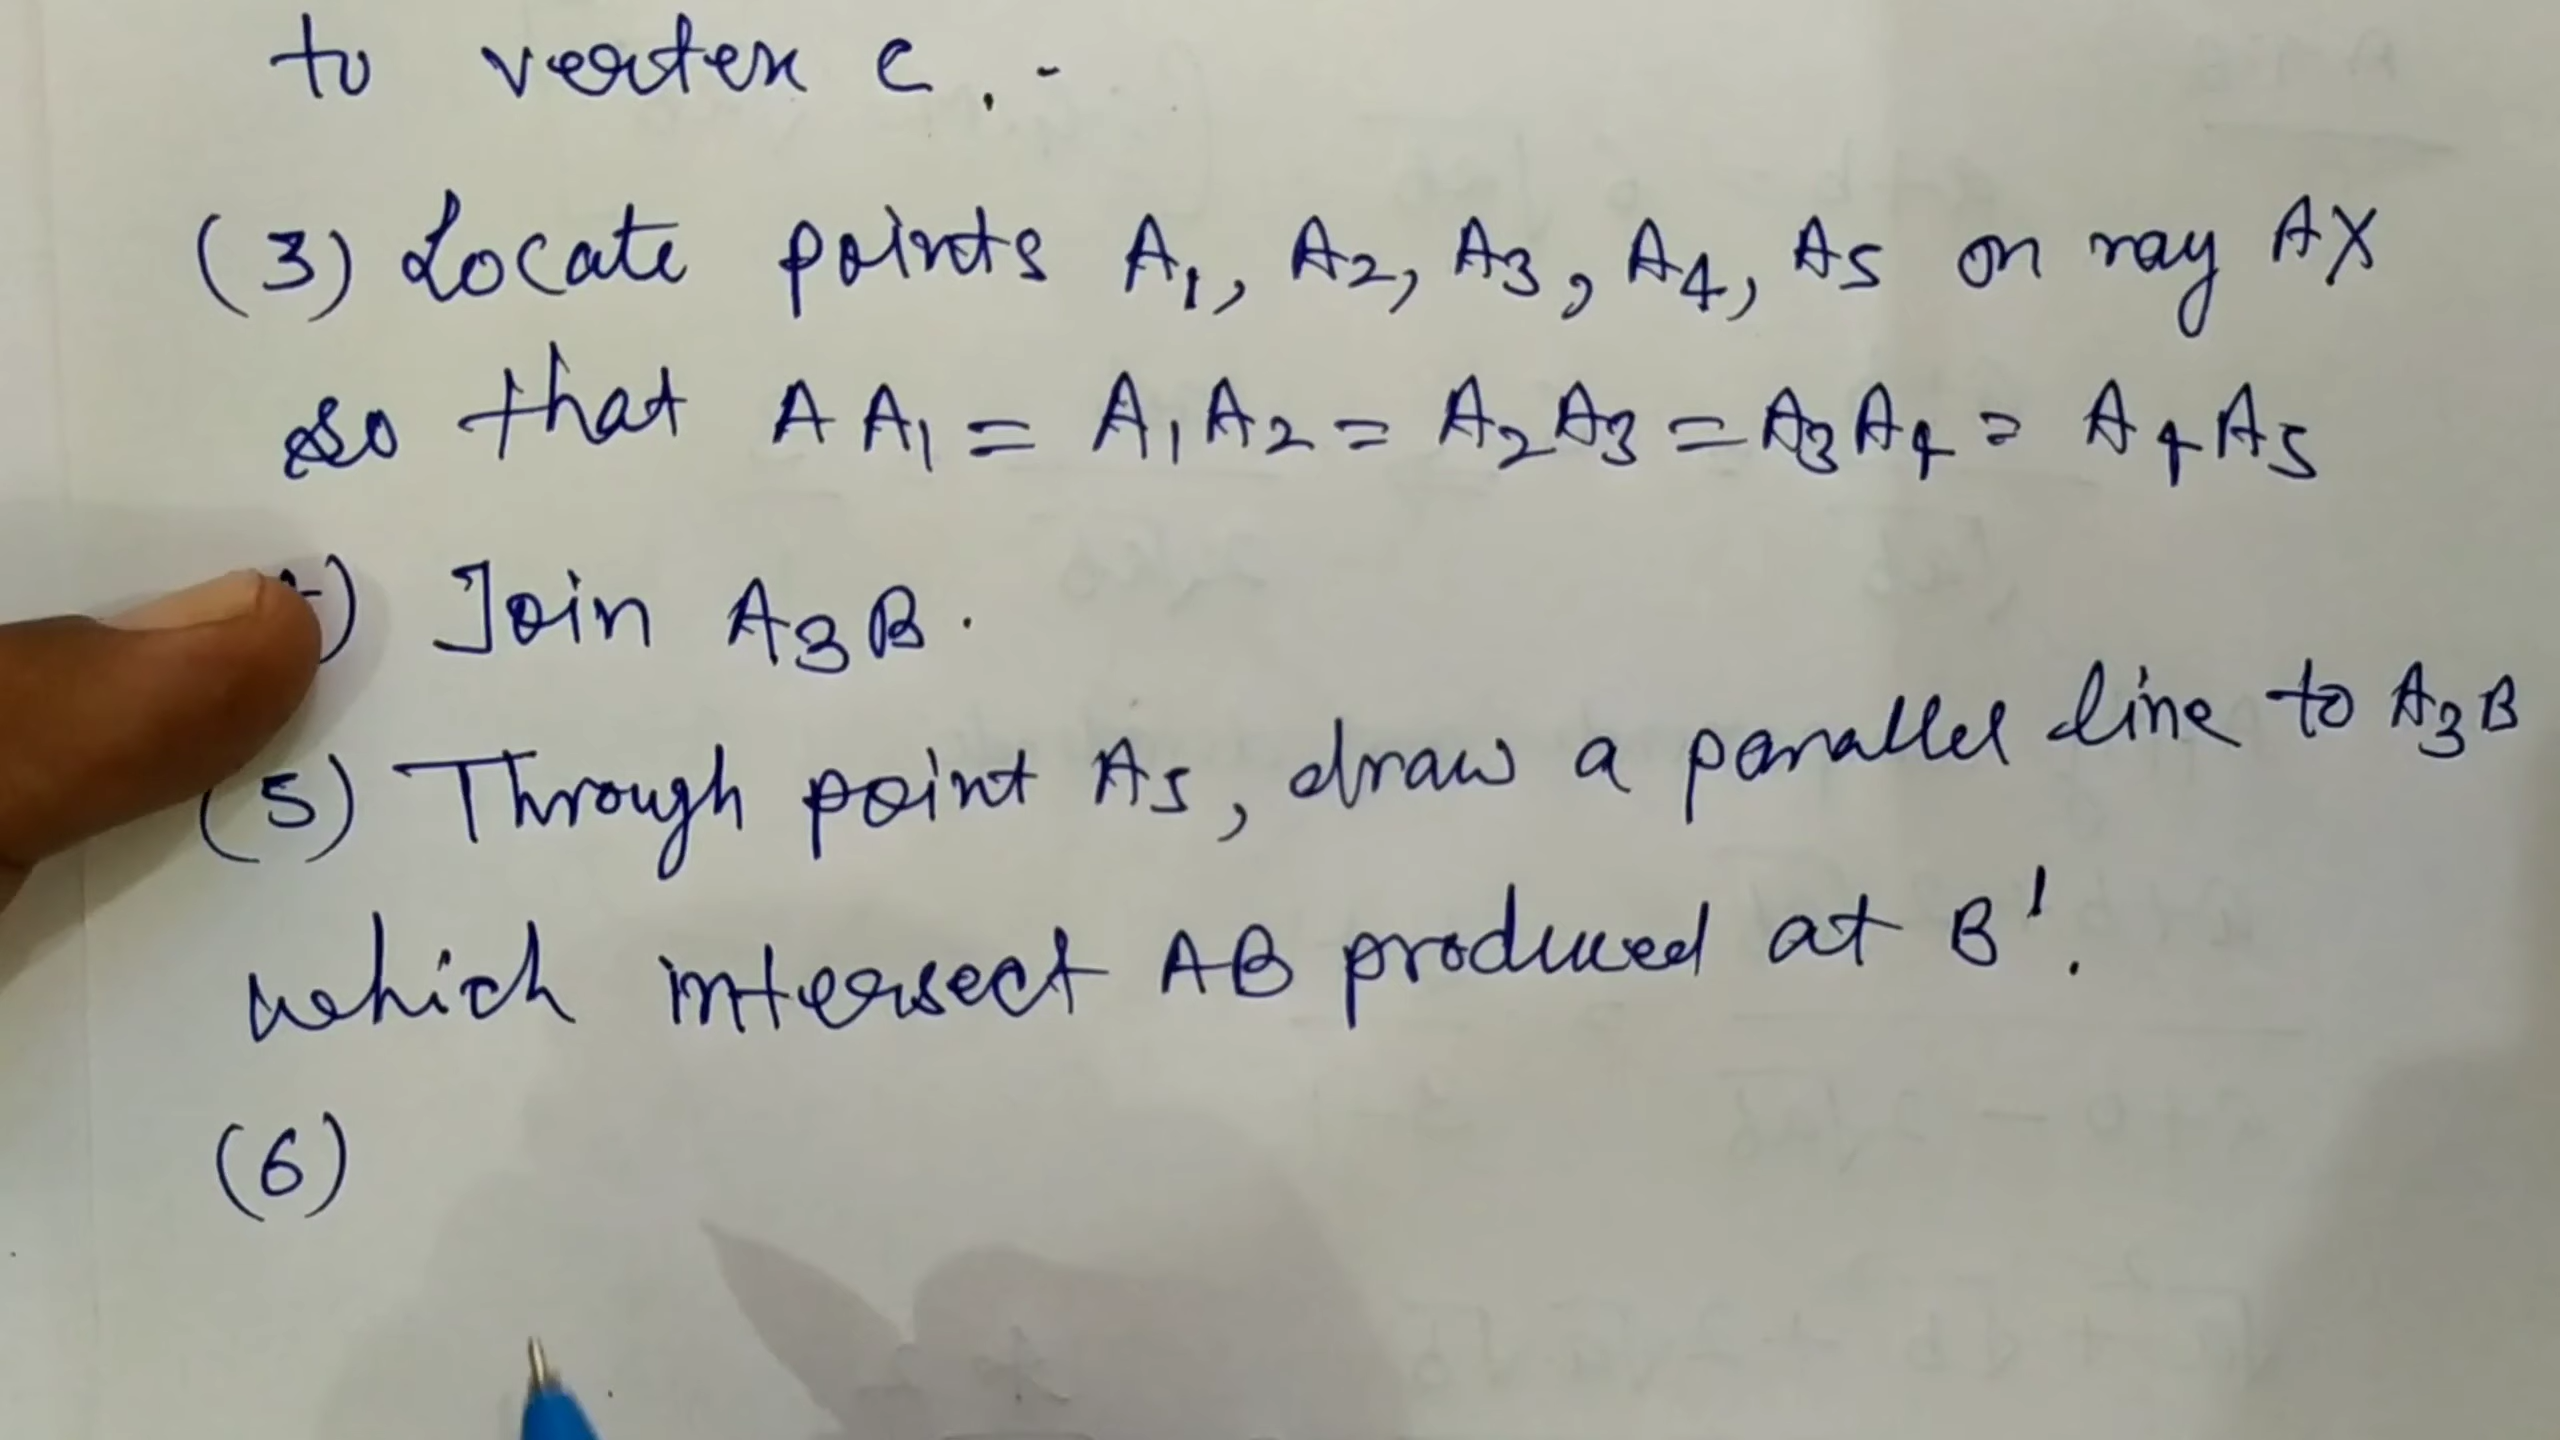 to vertex C.
(3) Locate points A₁, A₂, A₃, A₄, A₅ on ray AX
so that AA₁ = A₁A₂ = A₂A₃ = A₃A₄ = A₄A₅
) Join A₃B.
(5) Through point A₅, draw a parallel line to A₃B
which intersect AB produced at B'.
(6)